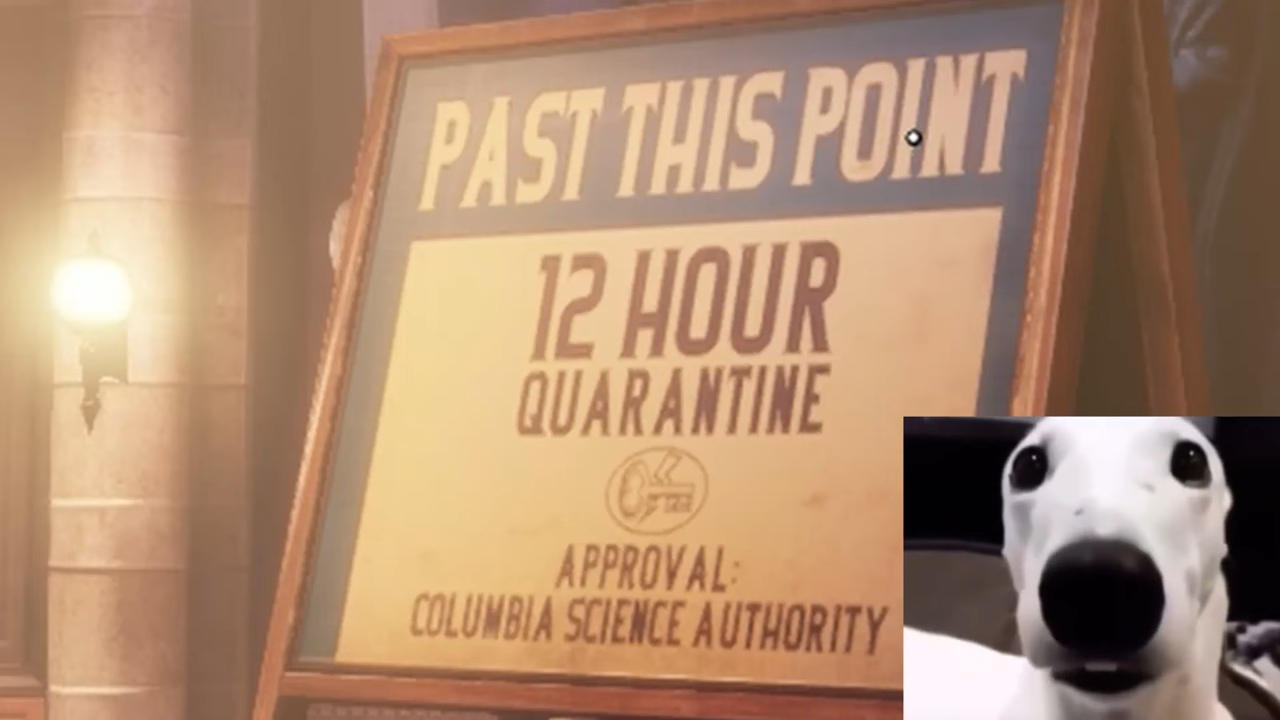 PAST THIS POINT
12 HOUR
QUARANTINE
APPROVAL:
COLUMBIA SCIENCE AUTHORITY